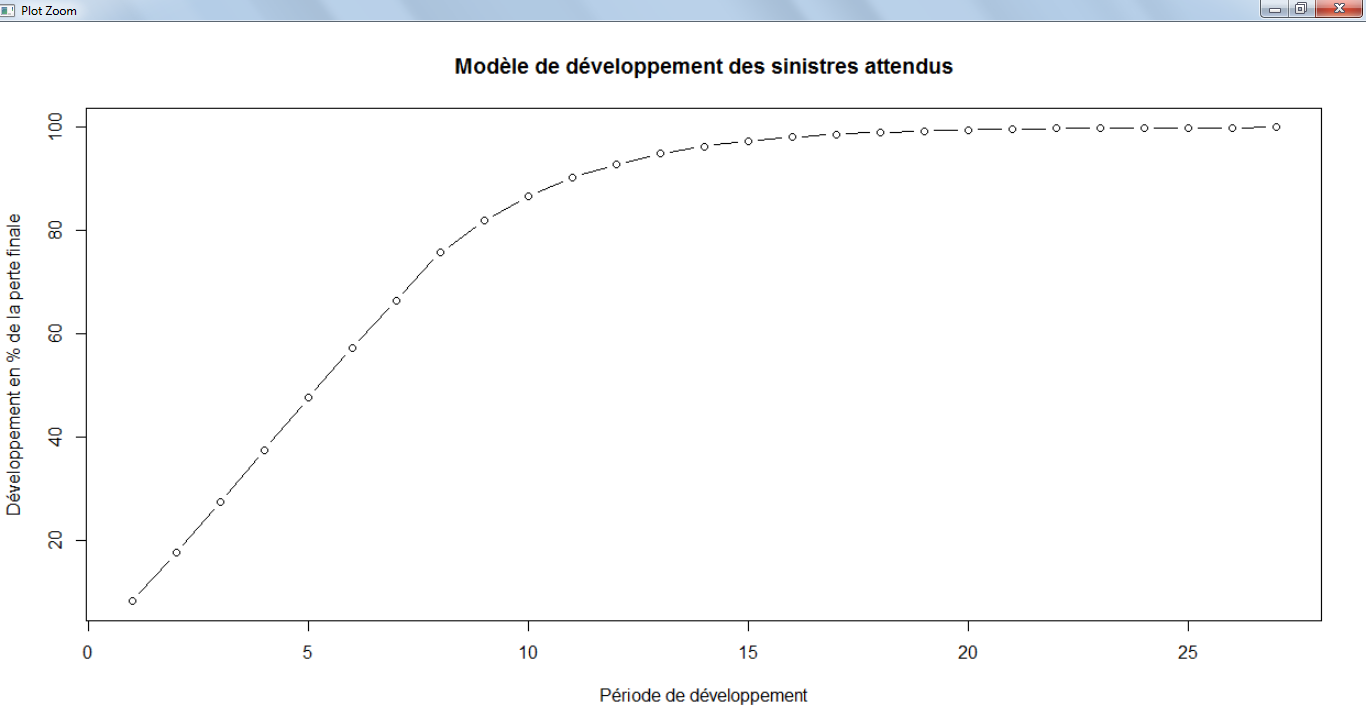 Plot Zoom
Modèle de développement des sinistres attendus
Développement en % de la perte finale
100
80
60
40
20
0
5
10
15
20
25
Période de développement